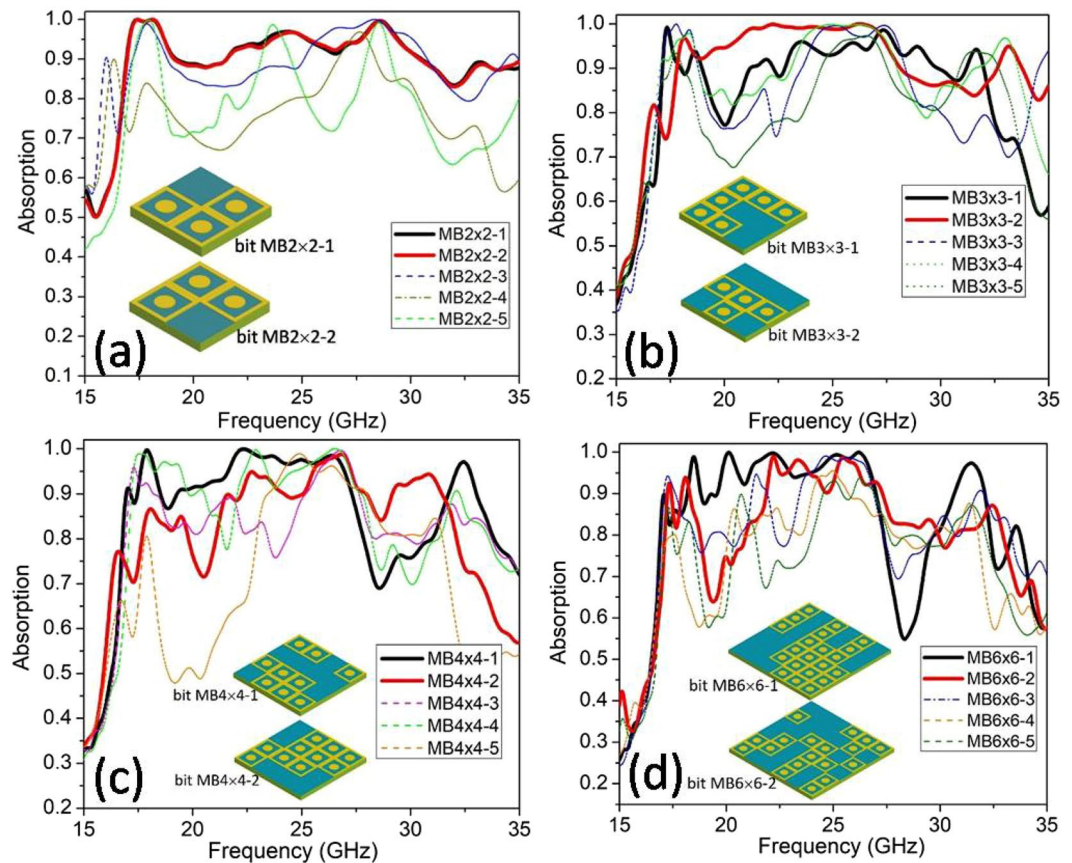 1.0
0.9
0.8
0.7
0.6
0.5
0.4
0.3
0.2
0.1
Absorption
bit MB2×2-1
bit MB2×2-2
MB2x2-1
MB2x2-2
MB2x2-3
MB2x2-4
MB2x2-5
(a)
15 20 25 30 35
Frequency (GHz)
1.0
0.9
0.8
0.7
0.6
0.5
0.4
0.3
0.2
Absorption
bit MB3×3-1
bit MB3×3-2
MB3x3-1
MB3x3-2
MB3x3-3
MB3x3-4
MB3x3-5
(b)
15 20 25 30 35
Frequency (GHz)
1.0
0.9
0.8
0.7
0.6
0.5
0.4
0.3
0.2
Absorption
bit MB4×4-1
bit MB4×4-2
MB4x4-1
MB4x4-2
MB4x4-3
MB4x4-4
MB4x4-5
(c)
15 20 25 30 35
Frequency (GHz)
1.0
0.9
0.8
0.7
0.6
0.5
0.4
0.3
0.2
Absorption
bit MB6×6-1
bit MB6×6-2
MB6x6-1
MB6x6-2
MB6x6-3
MB6x6-4
MB6x6-5
(d)
15 20 25 30 35
Frequency (GHz)